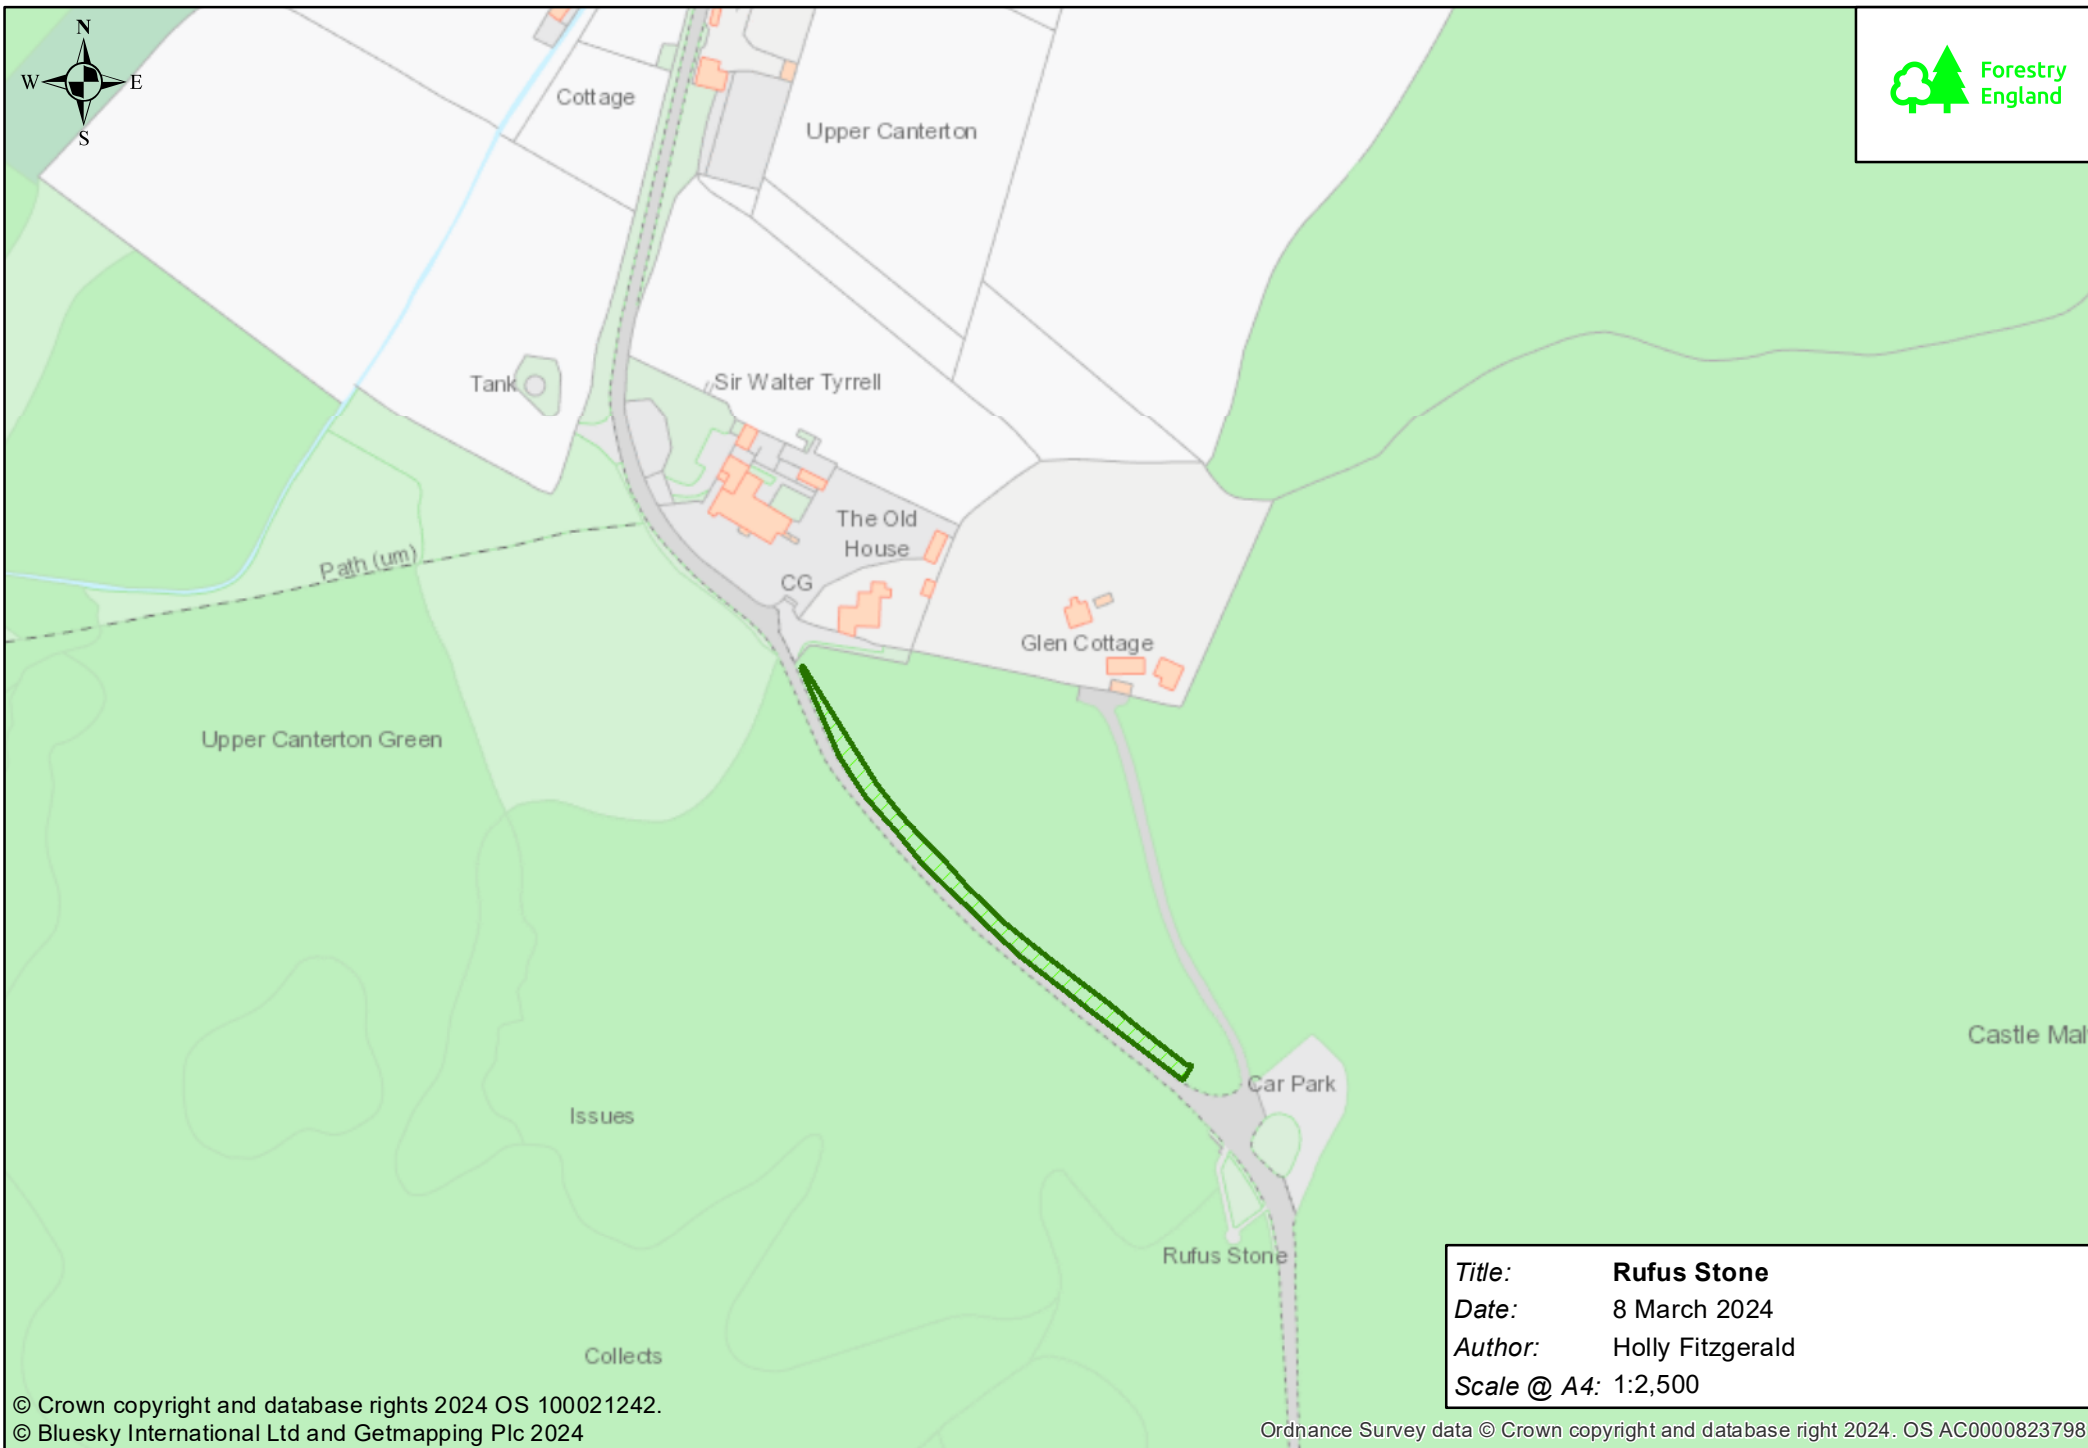 N
W E
S
Forestry
England
Cottage
Upper Canterton
Tank
Sir Walter Tyrrell
The Old
House
Path (um)
CG
Glen Cottage
Upper Canterton Green
Castle Mal
Car Park
Issues
Rufus Stone
Collects
Title: Rufus Stone
Date: 8 March 2024
Author: Holly Fitzgerald
Scale @ A4: 1:2,500
© Crown copyright and database rights 2024 OS 100021242.
© Bluesky International Ltd and Getmapping Plc 2024
Ordnance Survey data © Crown copyright and database right 2024. OS AC0000823798